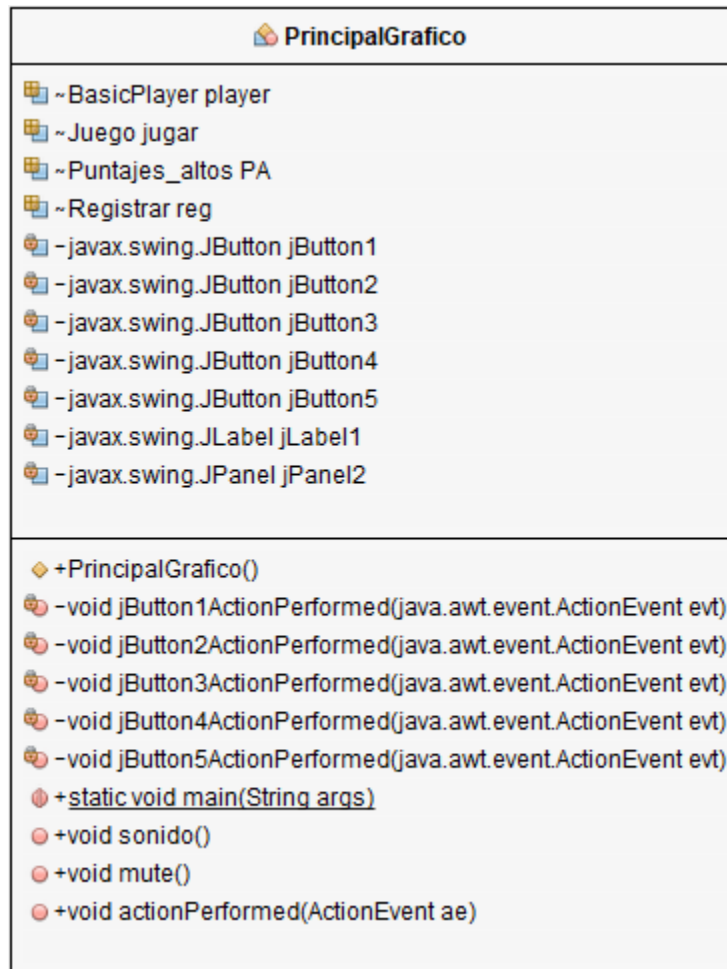 PrincipalGrafico
~BasicPlayer player
~Juego jugar
~Puntajes_altos PA
~Registrar reg
-javax.swing.JButton jButton1
-javax.swing.JButton jButton2
-javax.swing.JButton jButton3
-javax.swing.JButton jButton4
-javax.swing.JButton jButton5
-javax.swing.JLabel jLabel1
-javax.swing.JPanel jPanel2
+PrincipalGrafico()
-void jButton1ActionPerformed(java.awt.event.ActionEvent evt)
-void jButton2ActionPerformed(java.awt.event.ActionEvent evt)
-void jButton3ActionPerformed(java.awt.event.ActionEvent evt)
-void jButton4ActionPerformed(java.awt.event.ActionEvent evt)
-void jButton5ActionPerformed(java.awt.event.ActionEvent evt)
+static void main(String args)
+void sonido()
+void mute()
+void actionPerformed(ActionEvent ae)